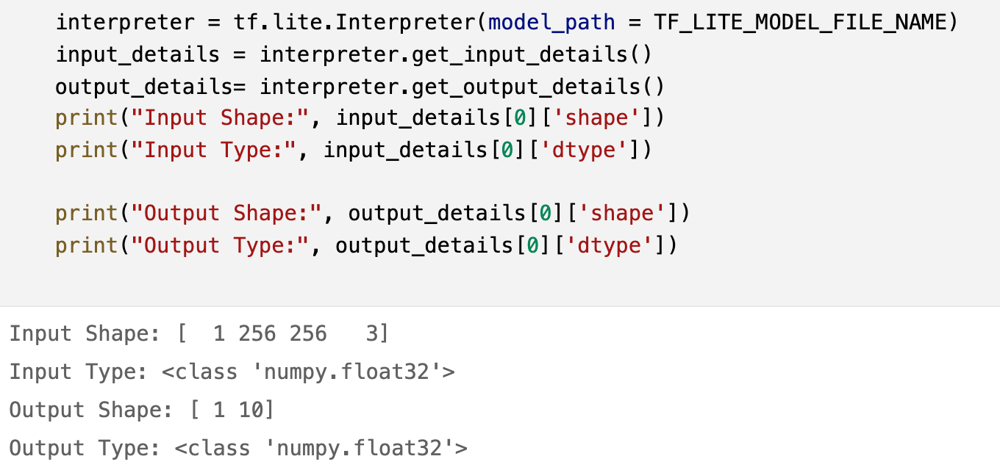 interpreter = tf.lite.Interpreter(model_path = TF_LITE_MODEL_FILE_NAME)
input_details = interpreter.get_input_details()
output_details= interpreter.get_output_details()
print("Input Shape:", input_details[0]['shape'])
print("Input Type:", input_details[0]['dtype'])
print("Output Shape:", output_details[0]['shape'])
print("Output Type:", output_details[0]['dtype'])
Input Shape: [  1 256 256   3]
Input Type: <class 'numpy.float32'>
Output Shape: [ 1 10]
Output Type: <class 'numpy.float32'>